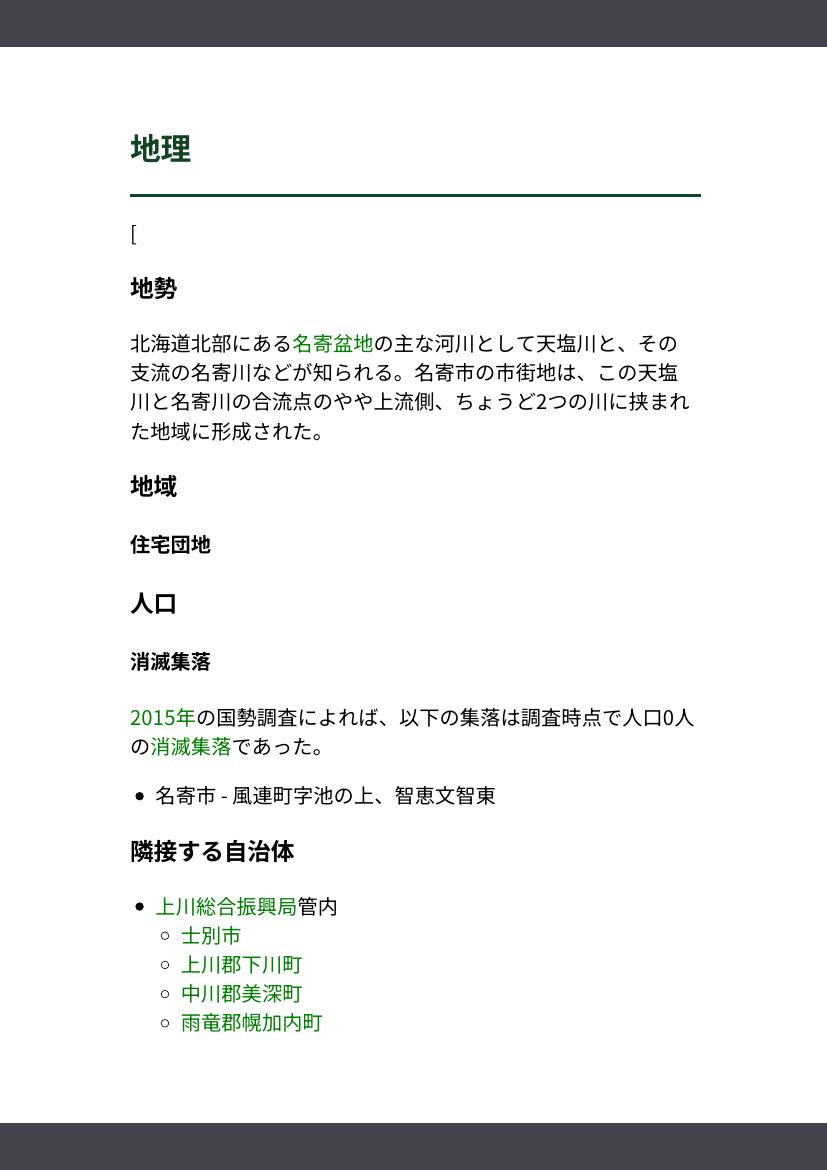 地理
[
地勢
北海道北部にある名寄盆地の主な河川として天塩川と、その
支流の名寄川などが知られる。名寄市の市街地は、この天塩
川と名寄川の合流点のやや上流側、ちょうど2つの川に挟まれ
た地域に形成された。
地域
住宅団地
人口
消滅集落
2015年の国勢調査によれば、以下の集落は調査時点で人口0人
の消滅集落であった。
• 名寄市 - 風連町字池の上、智恵文智東
隣接する自治体
• 上川総合振興局管内
◦ 士別市
◦ 上川郡下川町
◦ 中川郡美深町
◦ 雨竜郡幌加内町